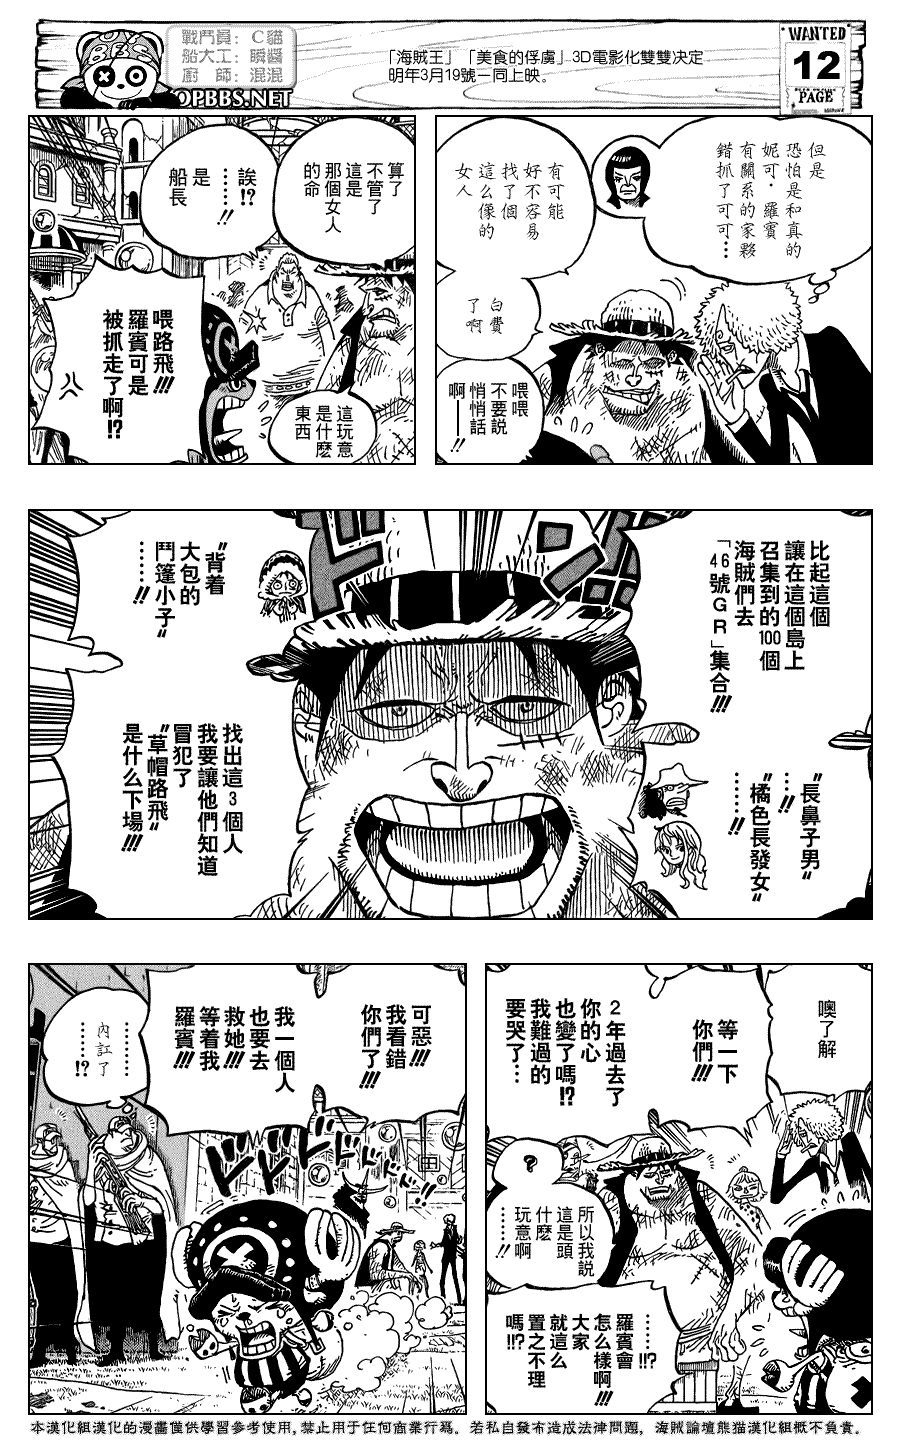 戰鬥員：C貓
船大工：瞬醬
廚　師：混混
OPBBS.NET
「海賊王」「美食的俘虜」3D電影化雙雙決定
明年3月19號一同上映。
WANTED
12
PAGE
但是
恐怕是和真的
妮可·羅賓
有關系的家夥
錯抓了可可…
有可能
好不容易
找了個
這么像的
女人
白費
了啊
喂喂
不要說
悄悄話
啊——!!
算了
不管了
這是
那個女人
的命
誒!?
……!!
是
船長
喂路飛!!!
羅賓可是
被抓走了啊!?
這玩意
是什麽
東西
比起這個
讓在這個島上
召集到的100個
海賊們去
「46號GR」集合!!!
"長鼻子男"
…!!
"橘色長發女"
……!!
"背着
大包的
鬥篷小子"
……!!
找出這3個人
我要讓他們知道
冒犯了
"草帽路飛"
是什么下場!!!
ドン
噢了解
等一下
你們!!!
2年過去了
你的心
也變了嗎!?
我難過的
要哭了…
?
所以我說
這是頭
什麽
玩意啊
……!!
……!!?
羅賓會
怎么樣啊!!!
大家
就這么
置之不理
嗎!!?
可惡!!!
我看錯
你們了!!!
我一個人
也要去
救她!!!
等着我
羅賓!!!
ドドドドドド
……
內訌了
……!?
本漢化組漢化的漫畫僅供學習參考使用,禁止用于任何商業行爲。若私自發布造成法律問題,海賊論壇熊猫漢化組概不負責。